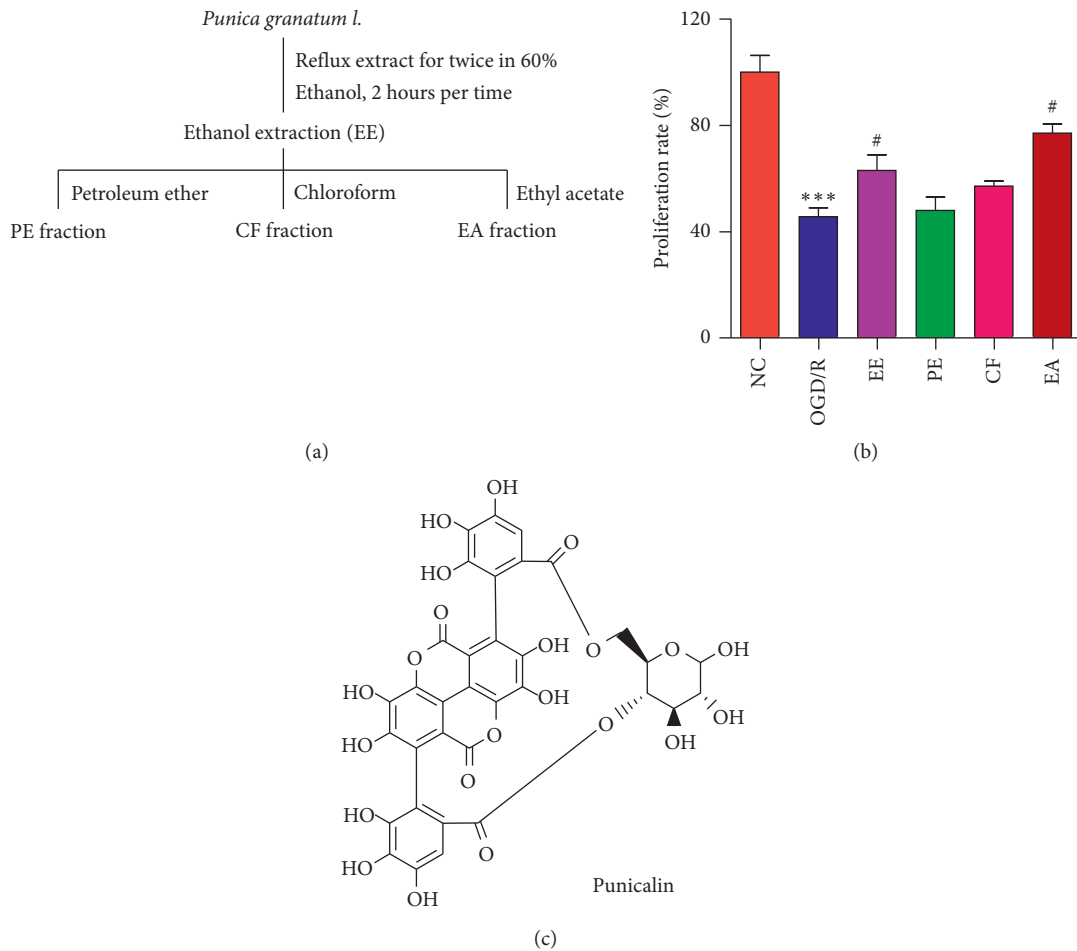 Punica granatum l.
Reflux extract for twice in 60%
Ethanol, 2 hours per time
Ethanol extraction (EE)
Petroleum ether
Chloroform
Ethyl acetate
PE fraction
CF fraction
EA fraction
(a)
Proliferation rate (%)
120
80
40
0
***
#
#
NC
OGD/R
EE
PE
CF
EA
(b)
OH
HO
HO
O
O
O
O
OH
O
OH
HO
HO
O
O
O
OH
O
OH
OH
HO
O
HO
OH
Punicalin
(c)